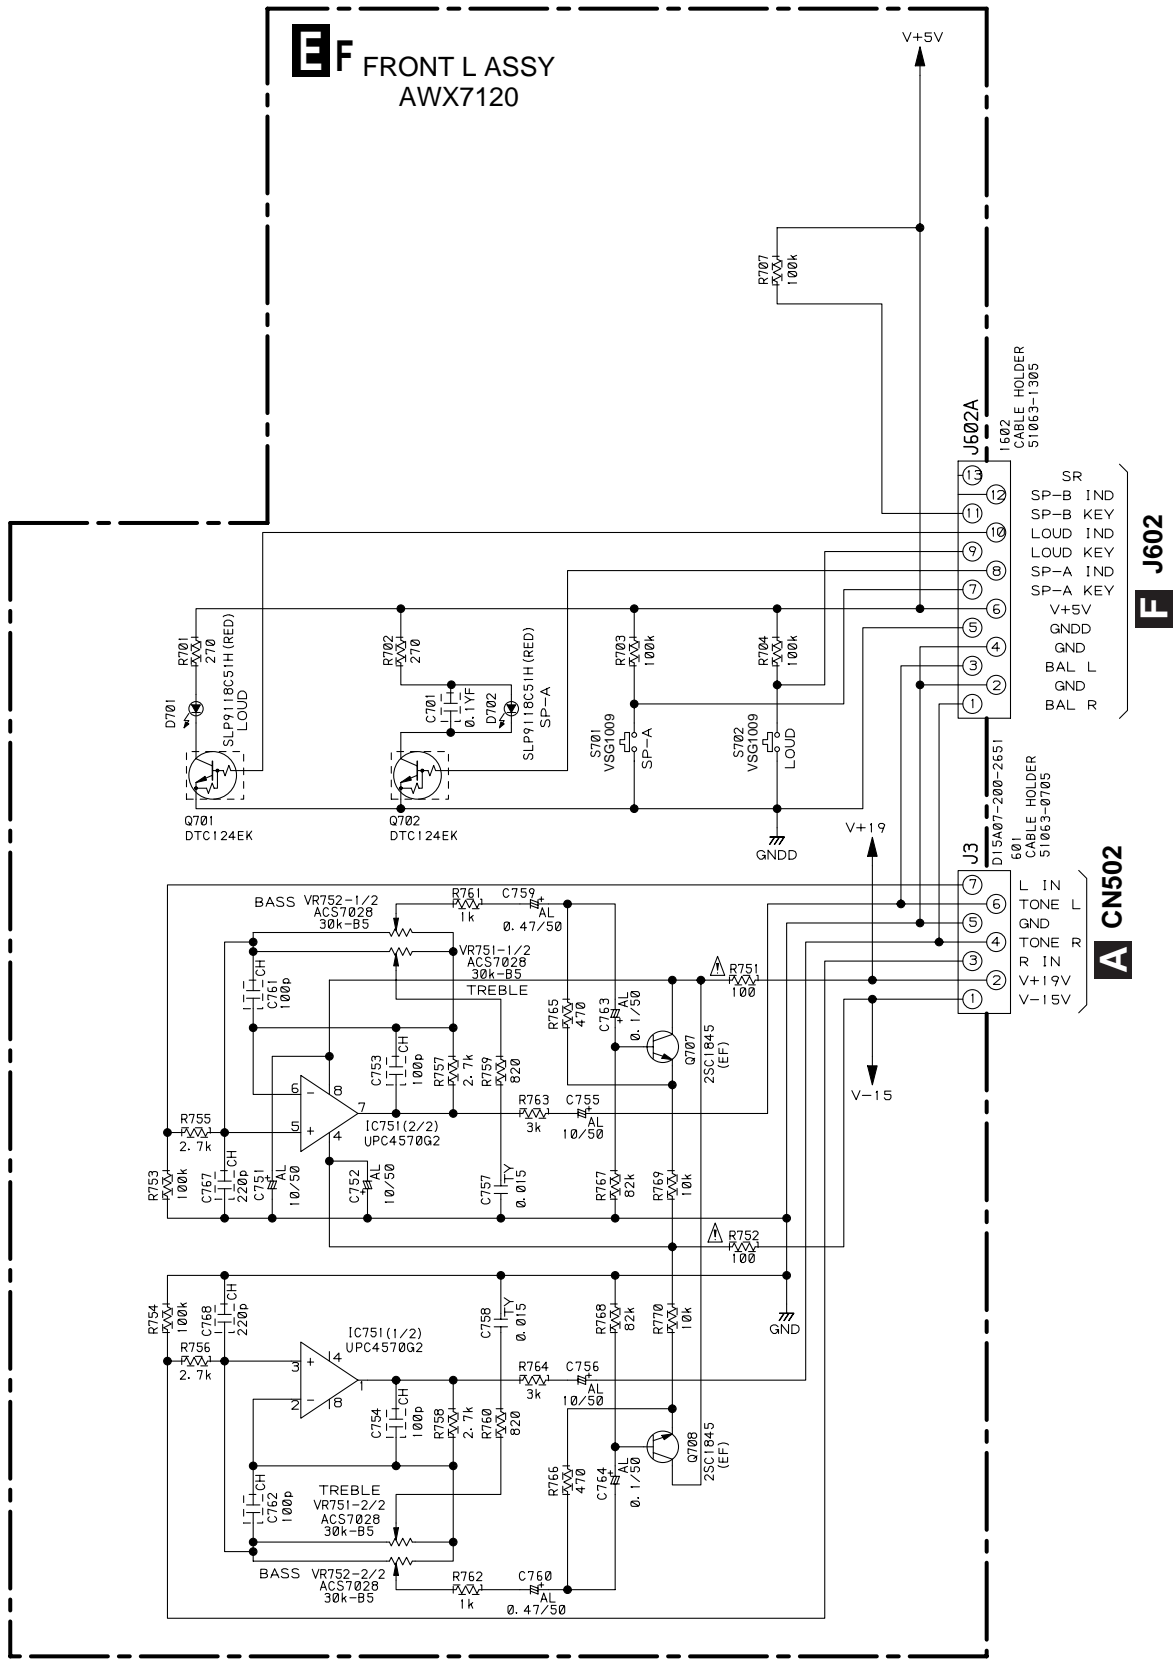 E F FRONT L ASSY
AWX7120
V+5V
R707
100k
J602A
1602
CABLE HOLDER
51063-1305
13 SR
12 SP-B IND
11 SP-B KEY
10 LOUD IND
9 LOUD KEY
8 SP-A IND
7 SP-A KEY
6 V+5V
5 GNDD
4 GND
3 BAL L
2 GND
1 BAL R
F J602
R701
270
D701
SLP9118C51H(RED)
LOUD
Q701
DTC124EK
R702
270
C701
0.1YF
D702
SLP9118C51H(RED)
SP-A
Q702
DTC124EK
R703
100k
S701
VSG1009
SP-A
R704
100k
S702
VSG1009
LOUD
GNDD
V+19
J3
D15A07-200-2651
601
CABLE HOLDER
51063-0705
7 L IN
6 TONE L
5 GND
4 TONE R
3 R IN
2 V+19V
1 V-15V
A CN502
V-15
BASS VR752-1/2
ACS7028
30k-B5
VR751-1/2
ACS7028
30k-B5
TREBLE
R761
1k
C759
AL
0.47/50
C761
100p
CH
R765
470
C763
AL
0.1/50
R751
100
Q707
2SC1845
(EF)
C753
100p
CH
R757
2.7k
R759
820
6
5
7
8
4
IC751(2/2)
UPC4570G2
R763
3k
C755
AL
10/50
R755
2.7k
R753
100k
C767
220p
CH
C751
AL
10/50
C752
AL
10/50
C757
TY
0.015
R767
82k
R769
10k
R752
100
R754
100k
C768
220p
CH
R756
2.7k
IC751(1/2)
UPC4570G2
3
2
1
4
8
C758
TY
0.015
R768
82k
R770
10k
GND
R764
3k
C756
AL
10/50
C754
100p
CH
R758
2.7k
R760
820
Q708
2SC1845
(EF)
R766
470
C764
AL
0.1/50
C762
100p
CH
TREBLE
VR751-2/2
ACS7028
30k-B5
BASS VR752-2/2
ACS7028
30k-B5
R762
1k
C760
AL
0.47/50